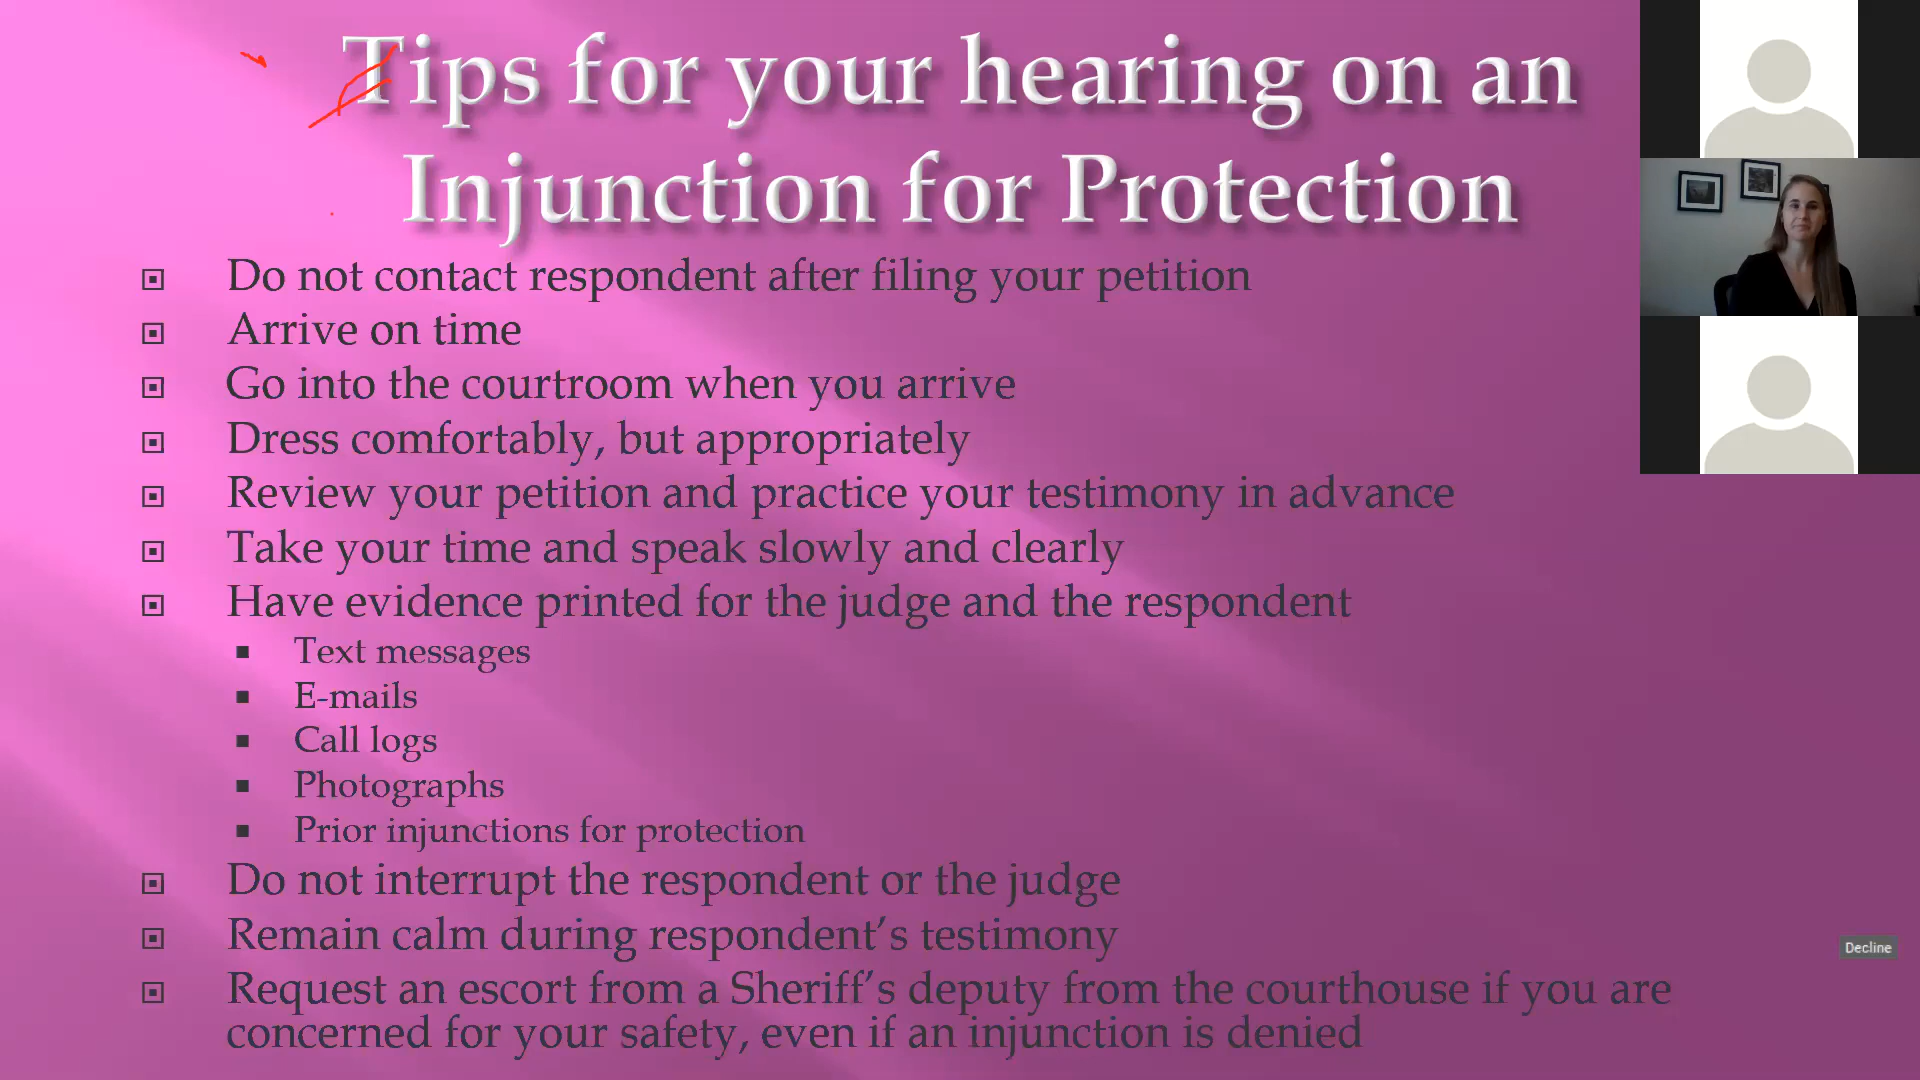 Tips for your hearing on an
Injunction for Protection
Do not contact respondent after filing your petition
Arrive on time
Go into the courtroom when you arrive
Dress comfortably, but appropriately
Review your petition and practice your testimony in advance
Take your time and speak slowly and clearly
Have evidence printed for the judge and the respondent
Text messages
E-mails
Call logs
Photographs
Prior injunctions for protection
Do not interrupt the respondent or the judge
Remain calm during respondent’s testimony
Decline
Request an escort from a Sheriff’s deputy from the courthouse if you are
concerned for your safety, even if an injunction is denied